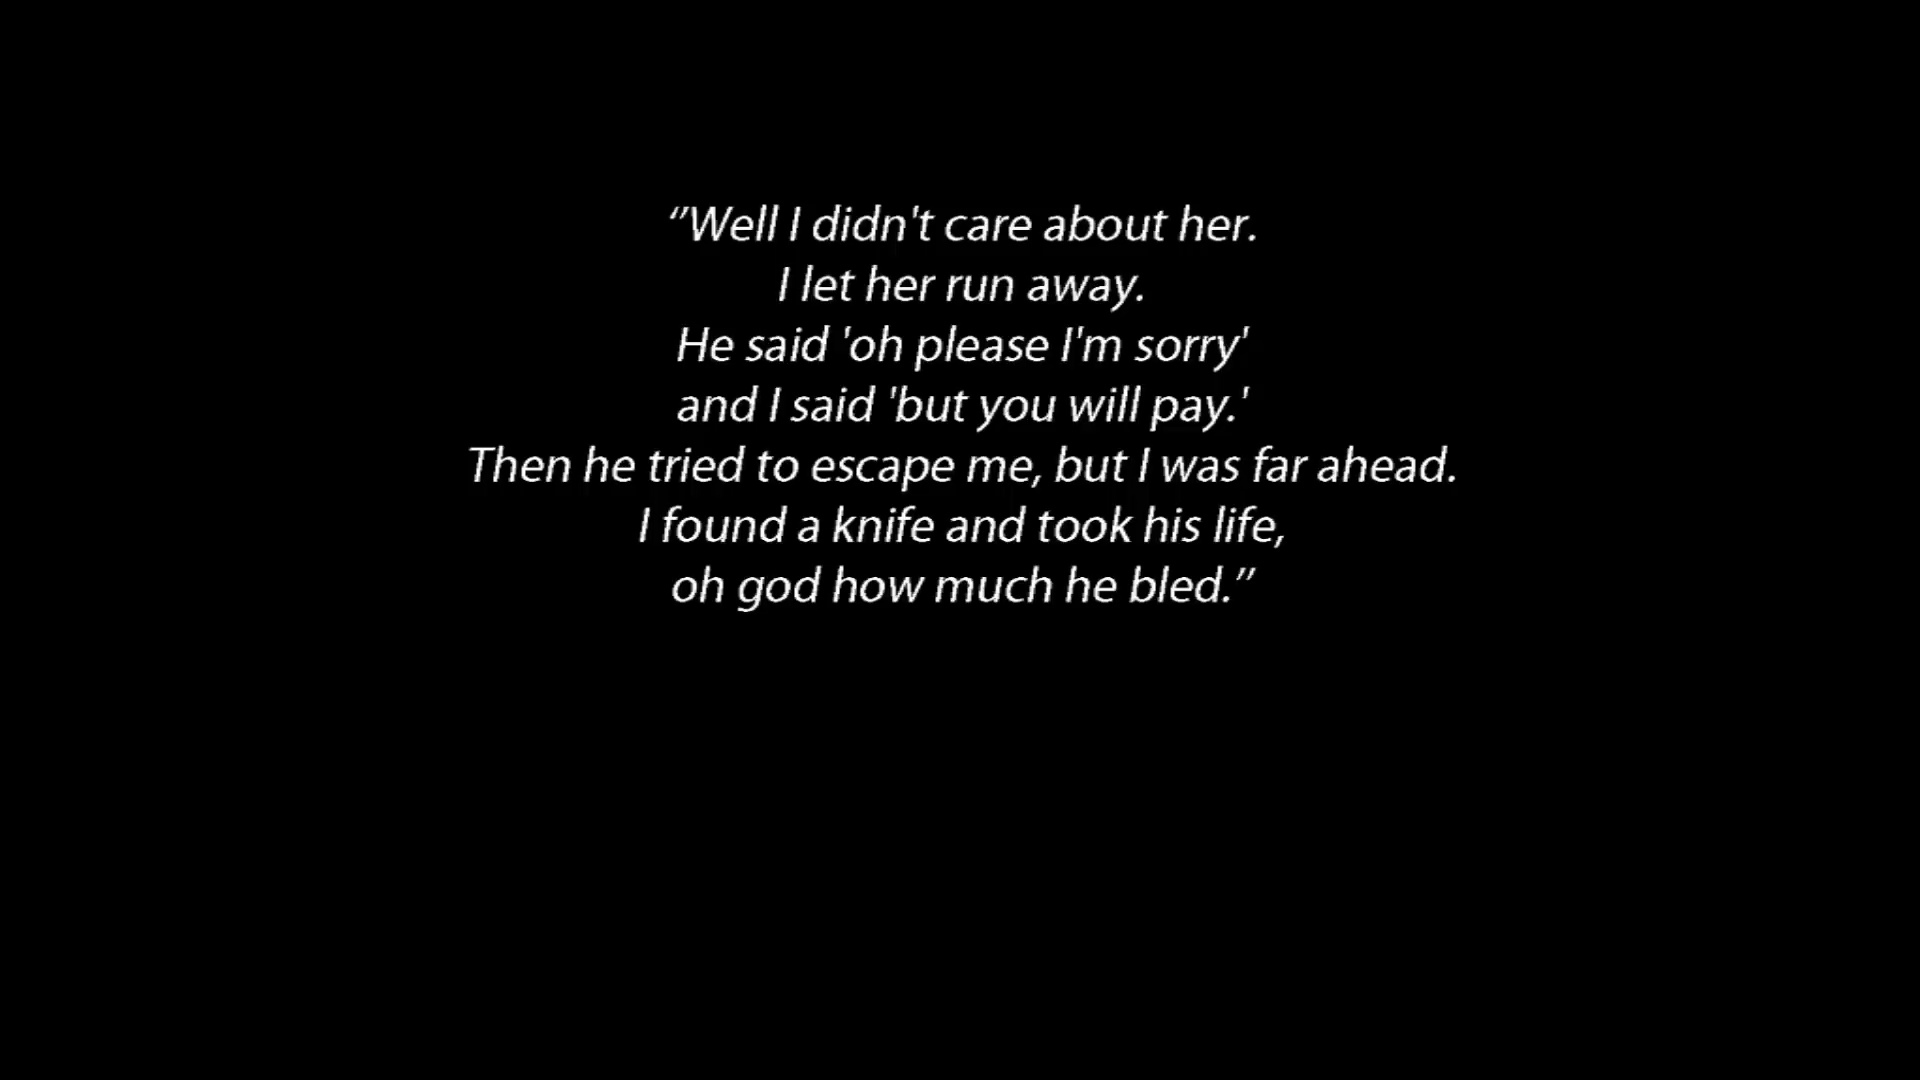 “Well I didn't care about her.
I let her run away.
He said 'oh please I'm sorry'
and I said 'but you will pay.'
Then he tried to escape me, but I was far ahead.
I found a knife and took his life,
oh god how much he bled.”